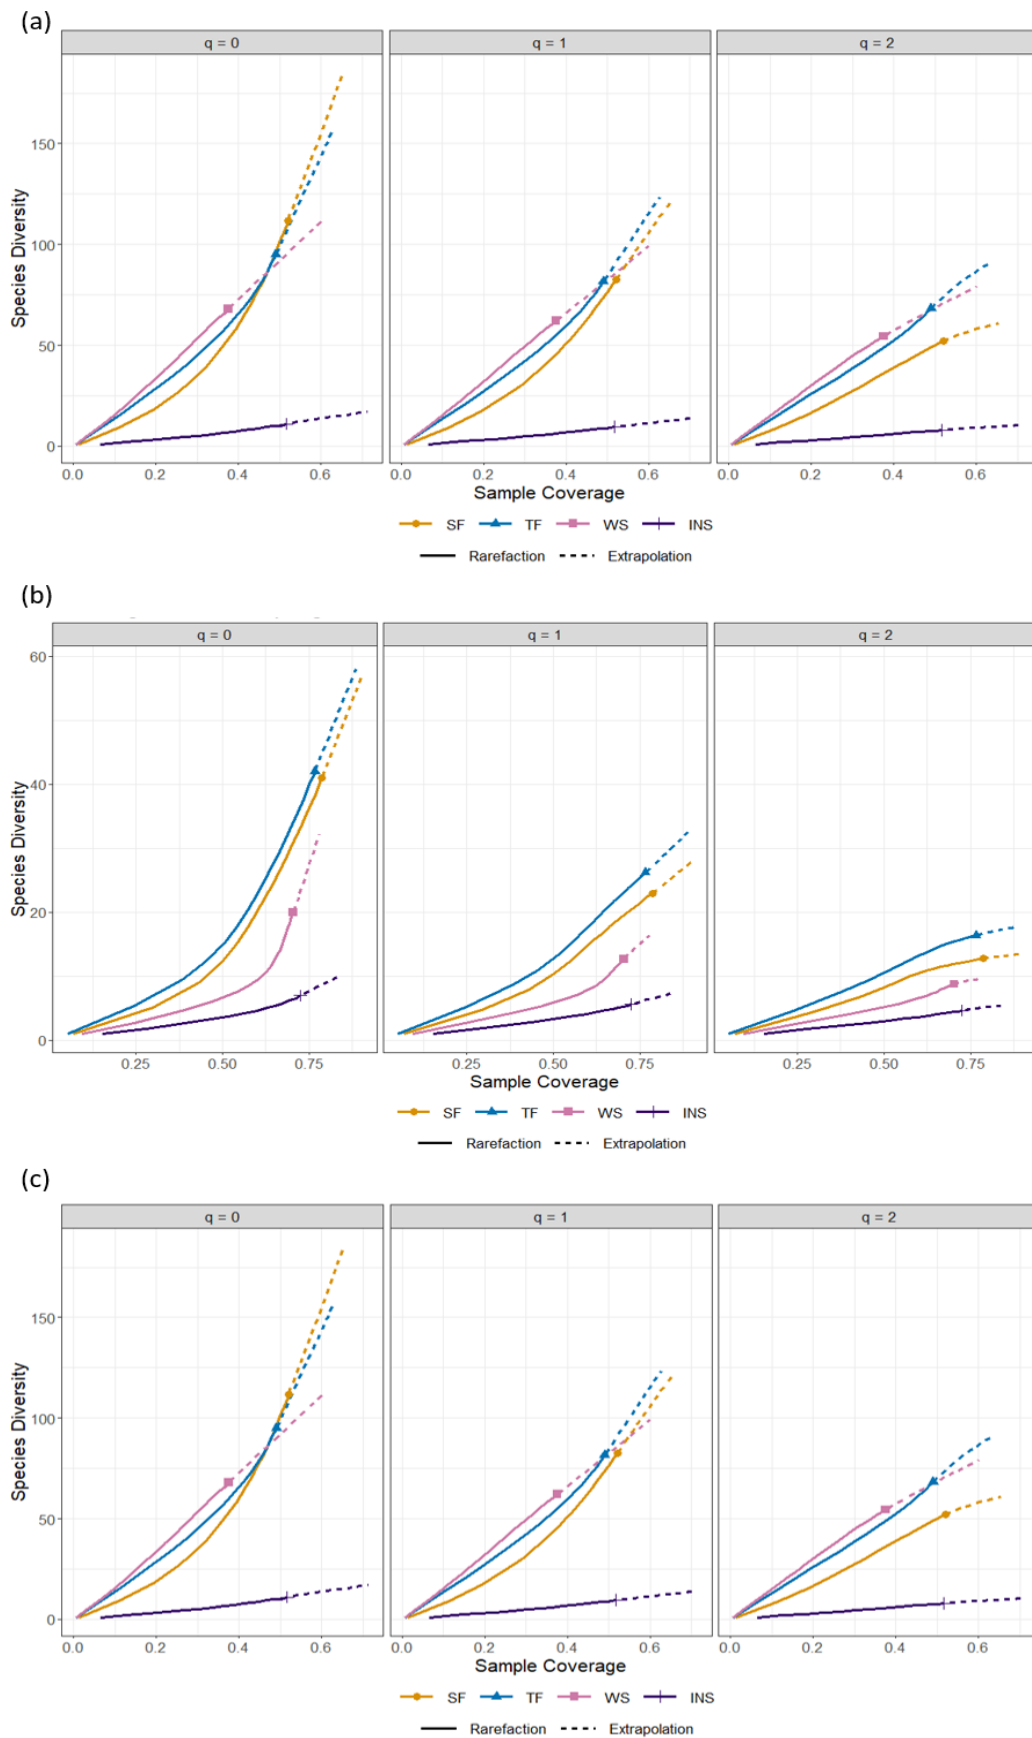 (a)
q = 0 q = 1 q = 2
150
100
50
0
Species Diversity
0.0 0.2 0.4 0.6 0.0 0.2 0.4 0.6 0.0 0.2 0.4 0.6
Sample Coverage
SF TF WS INS
Rarefaction Extrapolation
(b)
q = 0 q = 1 q = 2
60
40
20
0
Species Diversity
0.25 0.50 0.75 0.25 0.50 0.75 0.25 0.50 0.75
Sample Coverage
SF TF WS INS
Rarefaction Extrapolation
(c)
q = 0 q = 1 q = 2
150
100
50
0
Species Diversity
0.0 0.2 0.4 0.6 0.0 0.2 0.4 0.6 0.0 0.2 0.4 0.6
Sample Coverage
SF TF WS INS
Rarefaction Extrapolation